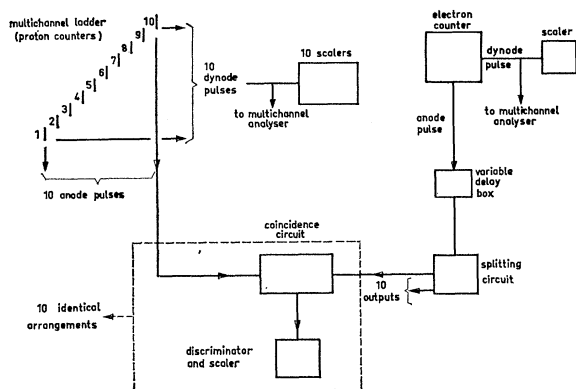 multichannel ladder
(proton counters)
10
9
8
7
6
5
4
3
2
1
10
dynode
pulses
10 scalers
to multichannel
analyser
10 anode pulses
electron
counter
dynode
pulse
scaler
to multichannel
analyser
anode
pulse
variable
delay
box
coincidence
circuit
splitting
circuit
10
outputs
10 identical
arrangements
discriminator
and scaler